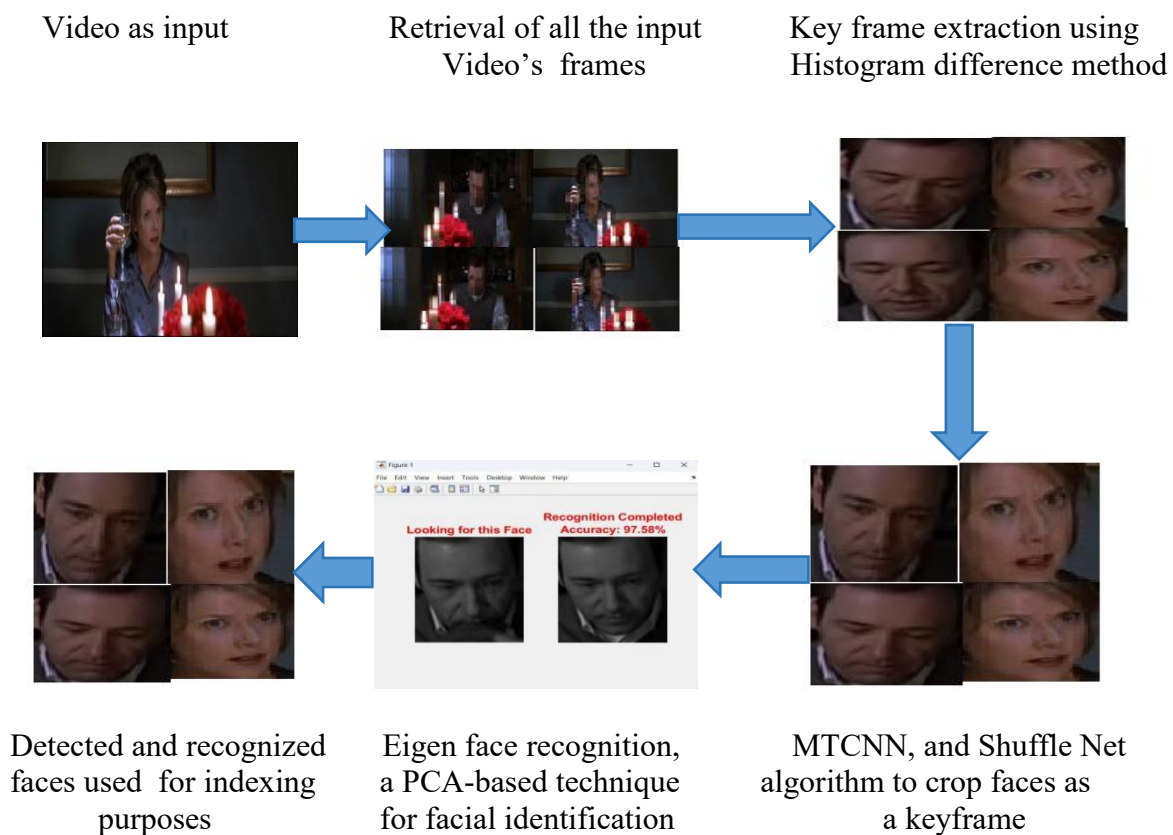 Video as input
Retrieval of all the input
Video's frames
Key frame extraction using
Histogram difference method
Figure 1
File Edit View Insert Tools Desktop Window Help
Looking for this Face
Recognition Completed
Accuracy: 97.58%
Detected and recognized
faces used for indexing
purposes
Eigen face recognition,
a PCA-based technique
for facial identification
MTCNN, and Shuffle Net
algorithm to crop faces as
a keyframe